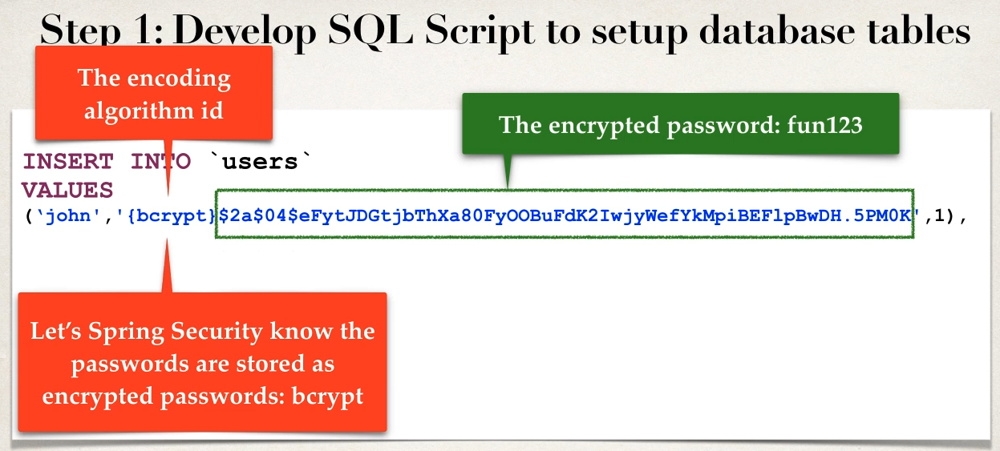 Step 1: Develop SQL Script to setup database tables
The encoding
algorithm id
The encrypted password: fun123
INSERT INTO `users`
VALUES
(‘john','{bcrypt}$2a$04$eFytJDGtjbThXa80FyOOBuFdK2IwjyWefYkMpiBEFlpBwDH.5PM0K',1),
Let’s Spring Security know the
passwords are stored as
encrypted passwords: bcrypt